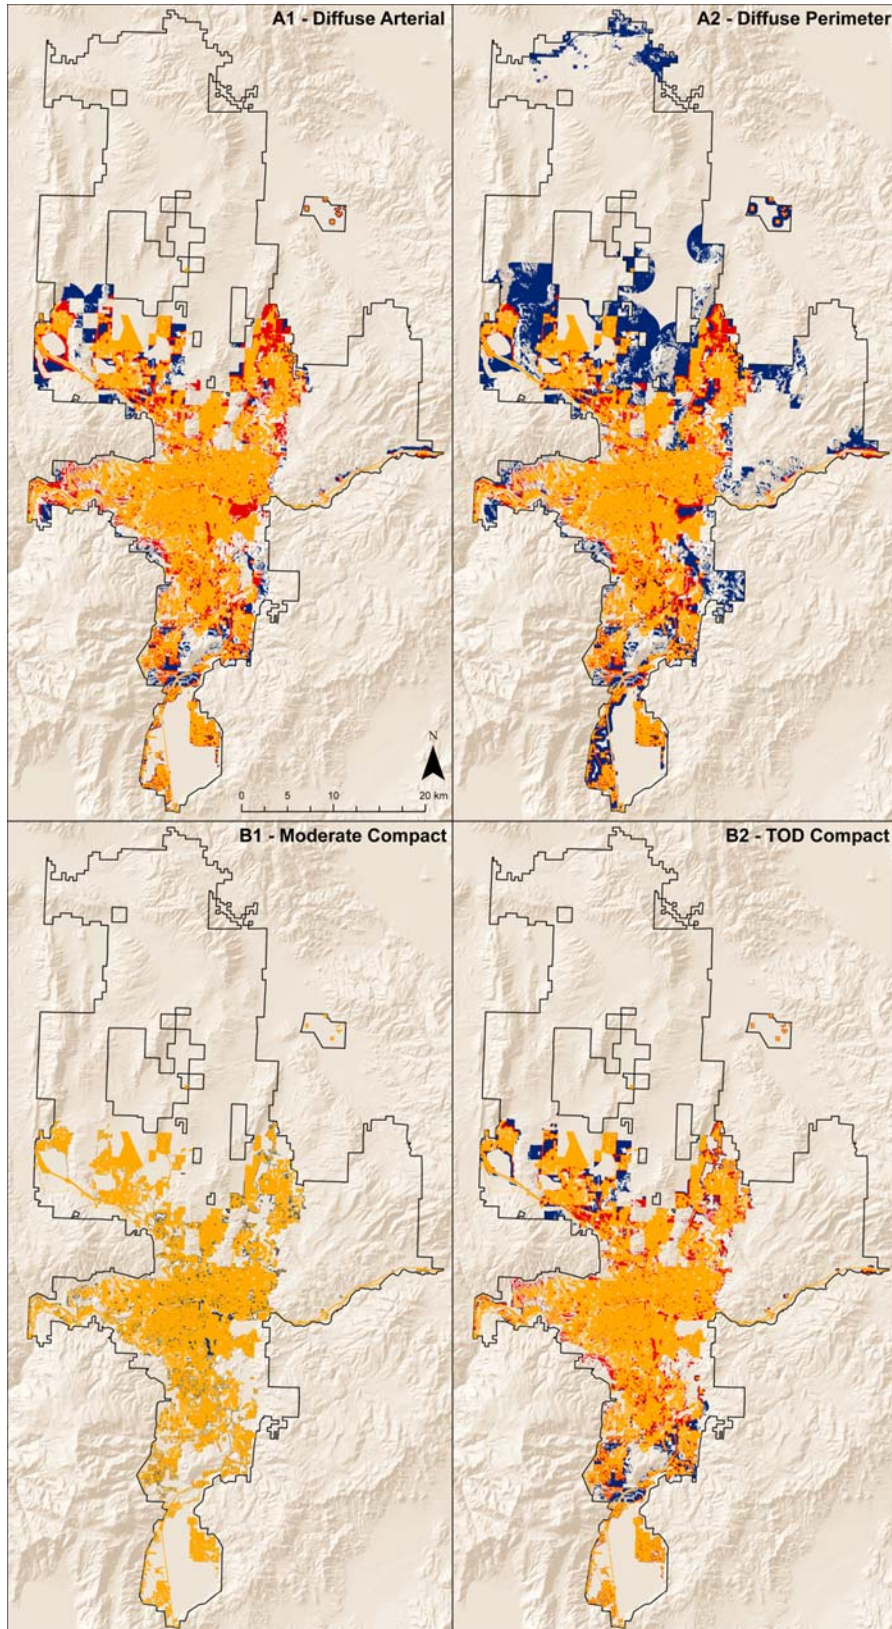 A1 - Diffuse Arterial
A2 - Diffuse Perimeter
N
0 5 10 20 km
B1 - Moderate Compact
B2 - TOD Compact